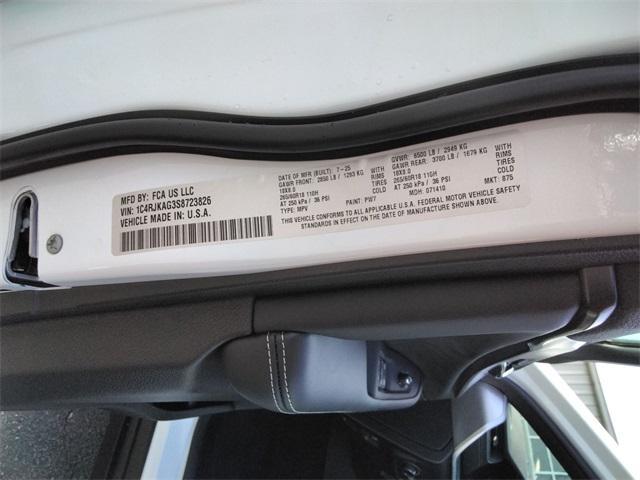 MFD BY: FCA US LLC
VIN: 1C4RJKAG3S8723826
VEHICLE MADE IN: U.S.A.
DATE OF MFR (BUILT): 7-25
GAWR FRONT: 2850 LB / 1293 KG WITH
18X8.0 RIMS
265/60R18 110H TIRES
AT 250 kPa / 36 PSI COLD
TYPE: MPV PAINT: PW7
GVWR: 6500 LB / 2949 KG
GAWR REAR: 3700 LB / 1679 KG WITH
18X8.0 RIMS
265/60R18 110H TIRES
AT 250 kPa / 36 PSI COLD
MDH: 071410 MKT: 875
THIS VEHICLE CONFORMS TO ALL APPLICABLE U.S.A. FEDERAL MOTOR VEHICLE SAFETY
STANDARDS IN EFFECT ON THE DATE OF MANUFACTURE SHOWN ABOVE.